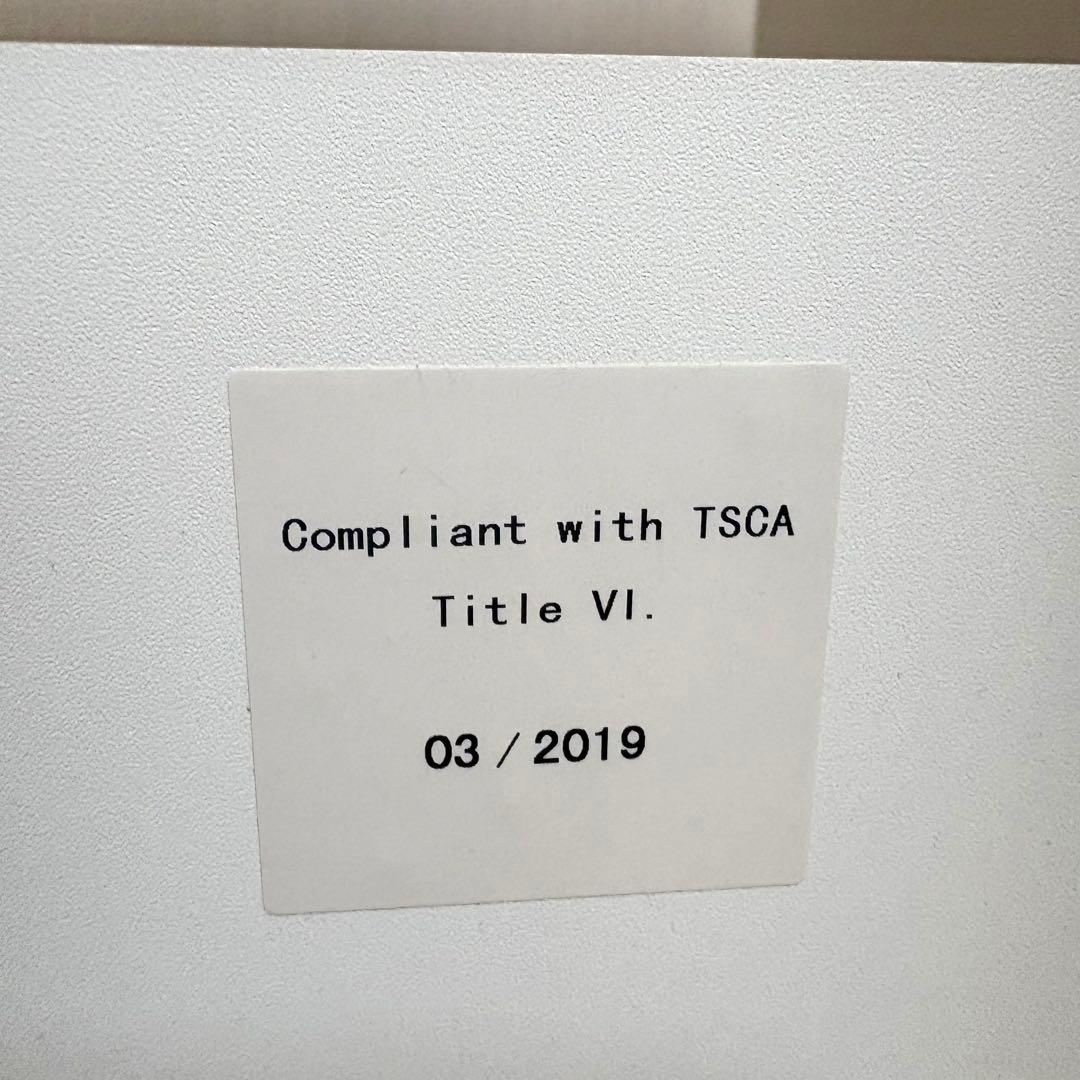 Compliant with TSCA
Title VI.
03 / 2019